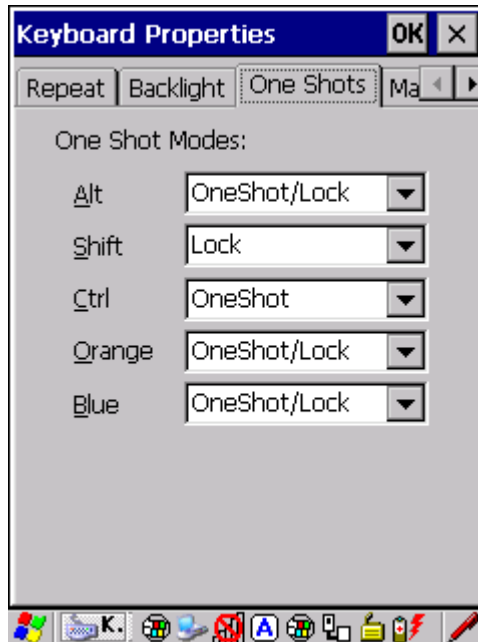 Keyboard Properties OK ×
Repeat Backlight One Shots Ma
One Shot Modes:
Alt OneShot/Lock
Shift Lock
Ctrl OneShot
Orange OneShot/Lock
Blue OneShot/Lock
K. A